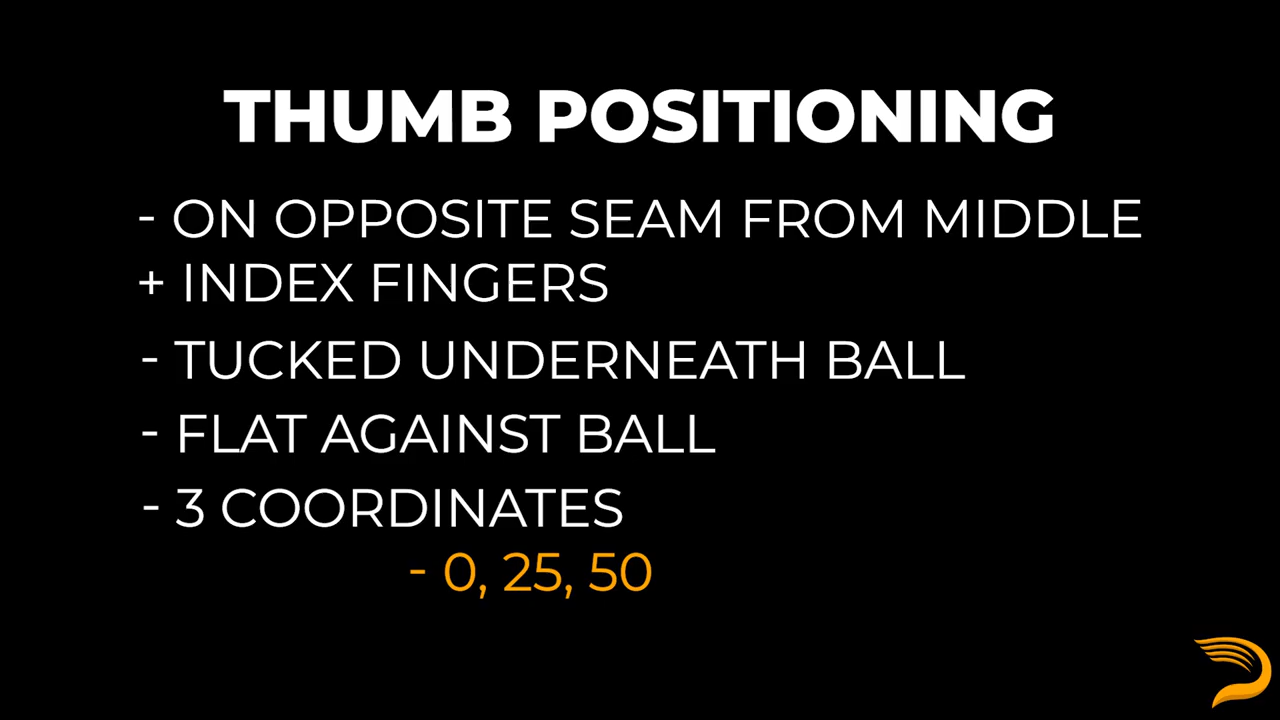 THUMB POSITIONING
- ON OPPOSITE SEAM FROM MIDDLE
+ INDEX FINGERS
- TUCKED UNDERNEATH BALL
- FLAT AGAINST BALL
- 3 COORDINATES
- 0, 25, 50